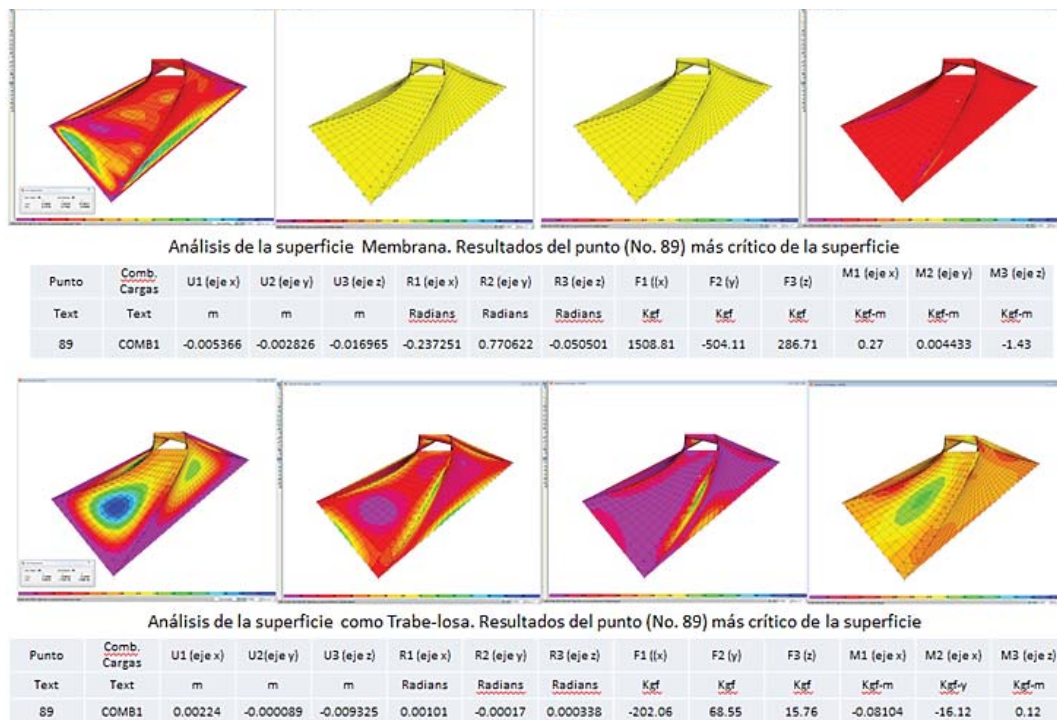 Análisis de la superficie Membrana. Resultados del punto (No. 89) más crítico de la superficie
Punto Comb. Cargas U1 (eje x) U2 (eje y) U3 (eje z) R1 (eje x) R2 (eje y) R3 (eje z) F1 ((x) F2 (y) F3 (z) M1 (eje x) M2 (eje y) M3 (eje z)
Text Text m m m Radians Radians Radians Kgf Kgf Kgf Kgf-m Kgf-m Kgf-m
89 COMB1 -0.005366 -0.002826 -0.016965 -0.237251 0.770622 -0.050501 1508.81 -504.11 286.71 0.27 0.004433 -1.43
Análisis de la superficie como Trabe-losa. Resultados del punto (No. 89) más crítico de la superficie
Punto Comb. Cargas U1 (eje x) U2(eje y) U3 (eje z) R1 (eje x) R2 (eje y) R3 (eje z) F1 ((x) F2 (y) F3 (z) M1 (eje x) M2 (eje x) M3 (eje z)
Text Text m m m Radians Radians Radians Kgf Kgf Kgf Kgf-m Kgf-y Kgf-m
89 COMB1 0.00224 -0.000089 -0.009325 0.00101 -0.00017 0.000338 -202.06 68.55 15.76 -0.08104 -16.12 0.12